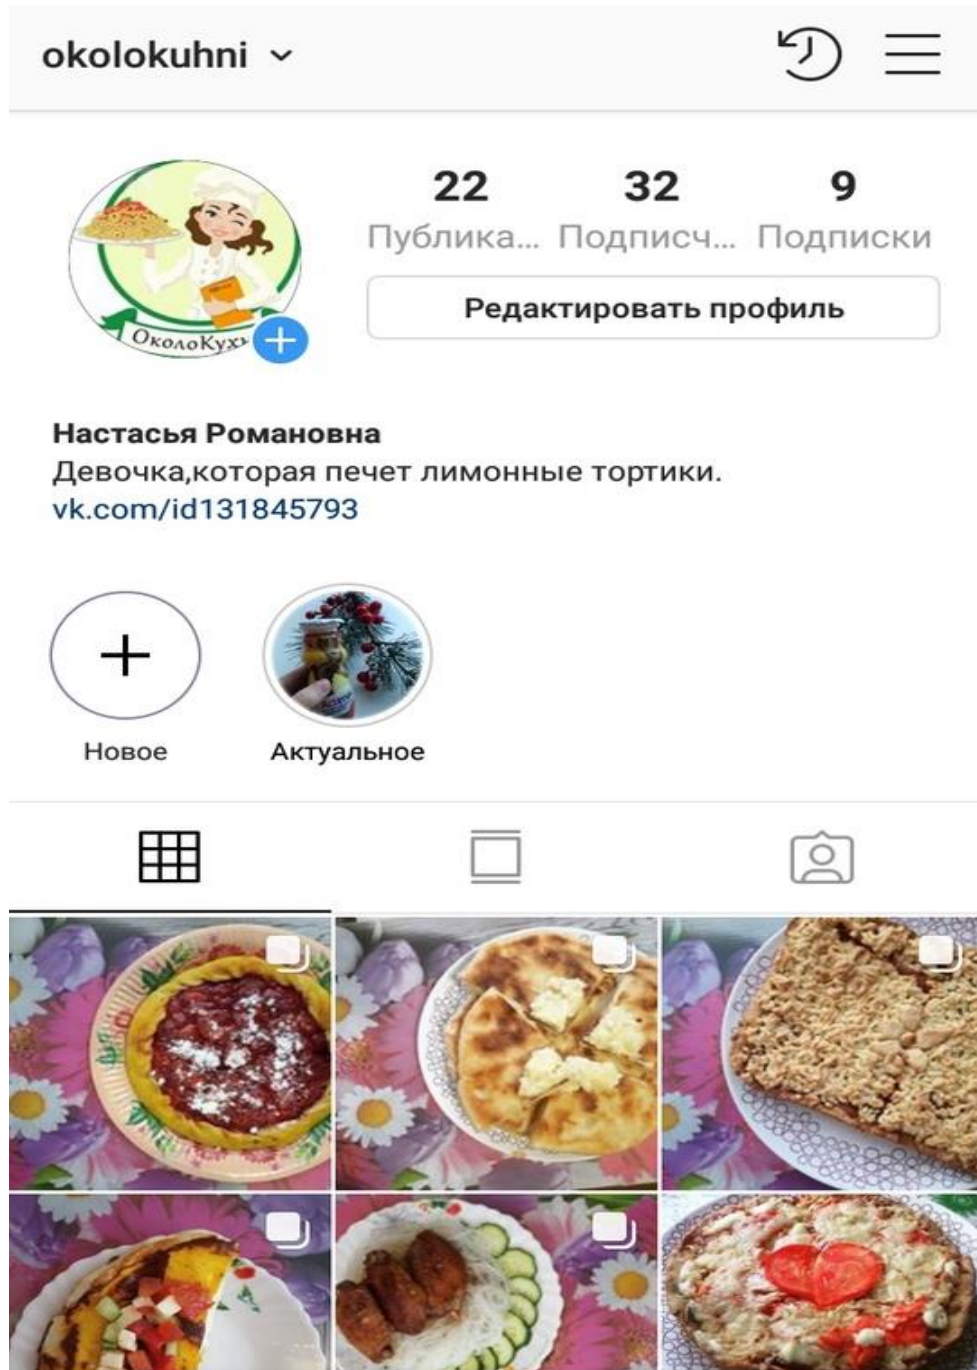 okolokuhni
22 32 9
Публика... Подписч... Подписки
Редактировать профиль
ОколоКухн
Настасья Романовна
Девочка,которая печет лимонные тортики.
vk.com/id131845793
Новое Актуальное